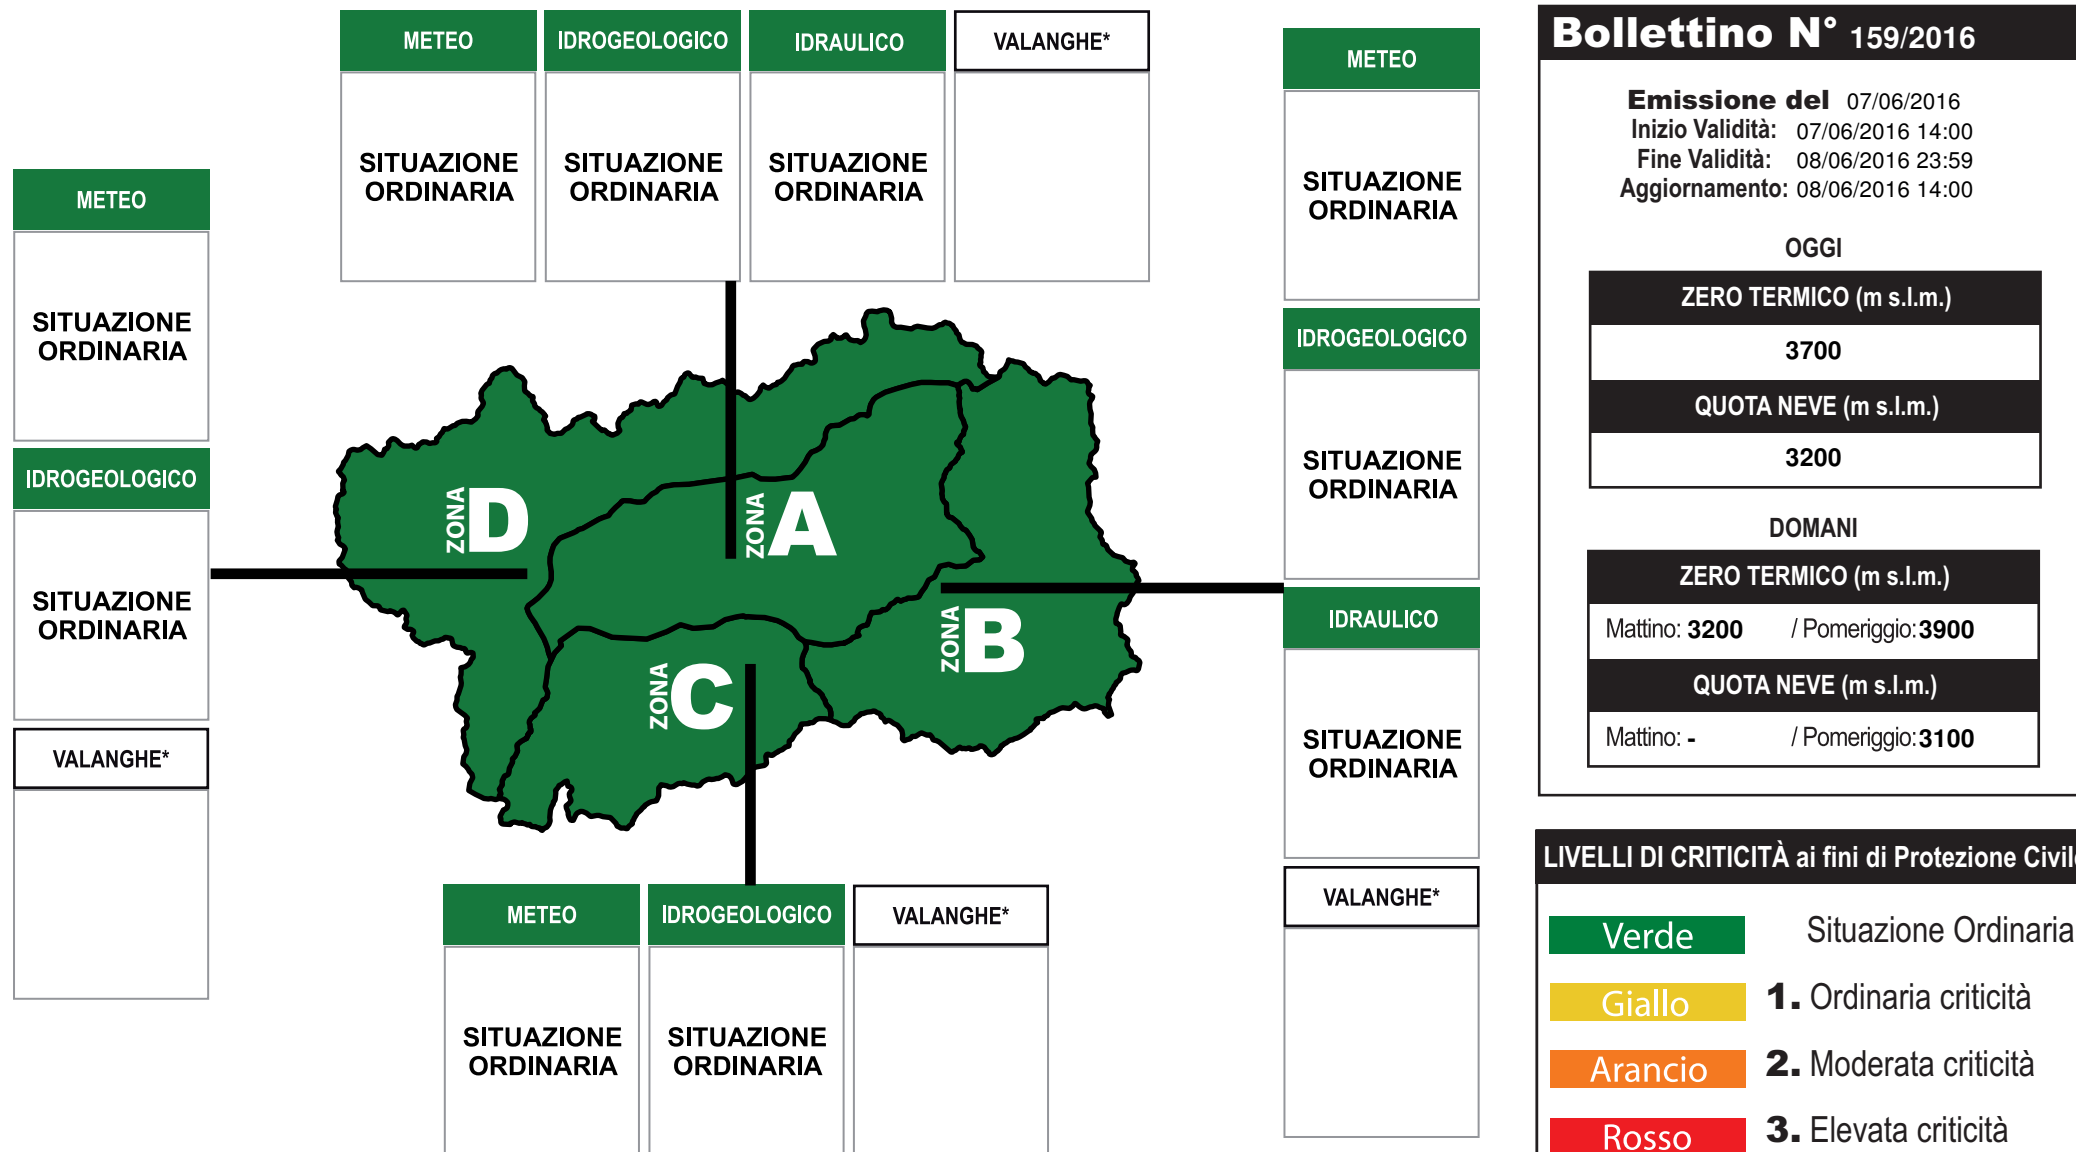 METEO
IDROGEOLOGICO
IDRAULICO
VALANGHE*
SITUAZIONE
ORDINARIA
SITUAZIONE
ORDINARIA
SITUAZIONE
ORDINARIA
METEO
SITUAZIONE
ORDINARIA
IDROGEOLOGICO
SITUAZIONE
ORDINARIA
VALANGHE*
ZONA D
ZONA A
ZONA B
ZONA C
METEO
SITUAZIONE
ORDINARIA
IDROGEOLOGICO
SITUAZIONE
ORDINARIA
IDRAULICO
SITUAZIONE
ORDINARIA
VALANGHE*
METEO
IDROGEOLOGICO
VALANGHE*
SITUAZIONE
ORDINARIA
SITUAZIONE
ORDINARIA
Bollettino N° 159/2016
Emissione del 07/06/2016
Inizio Validità: 07/06/2016 14:00
Fine Validità: 08/06/2016 23:59
Aggiornamento: 08/06/2016 14:00
OGGI
ZERO TERMICO (m s.l.m.)
3700
QUOTA NEVE (m s.l.m.)
3200
DOMANI
ZERO TERMICO (m s.l.m.)
Mattino: 3200 / Pomeriggio: 3900
QUOTA NEVE (m s.l.m.)
Mattino: - / Pomeriggio: 3100
LIVELLI DI CRITICITÀ ai fini di Protezione Civile
Verde Situazione Ordinaria
Giallo 1. Ordinaria criticità
Arancio 2. Moderata criticità
Rosso 3. Elevata criticità